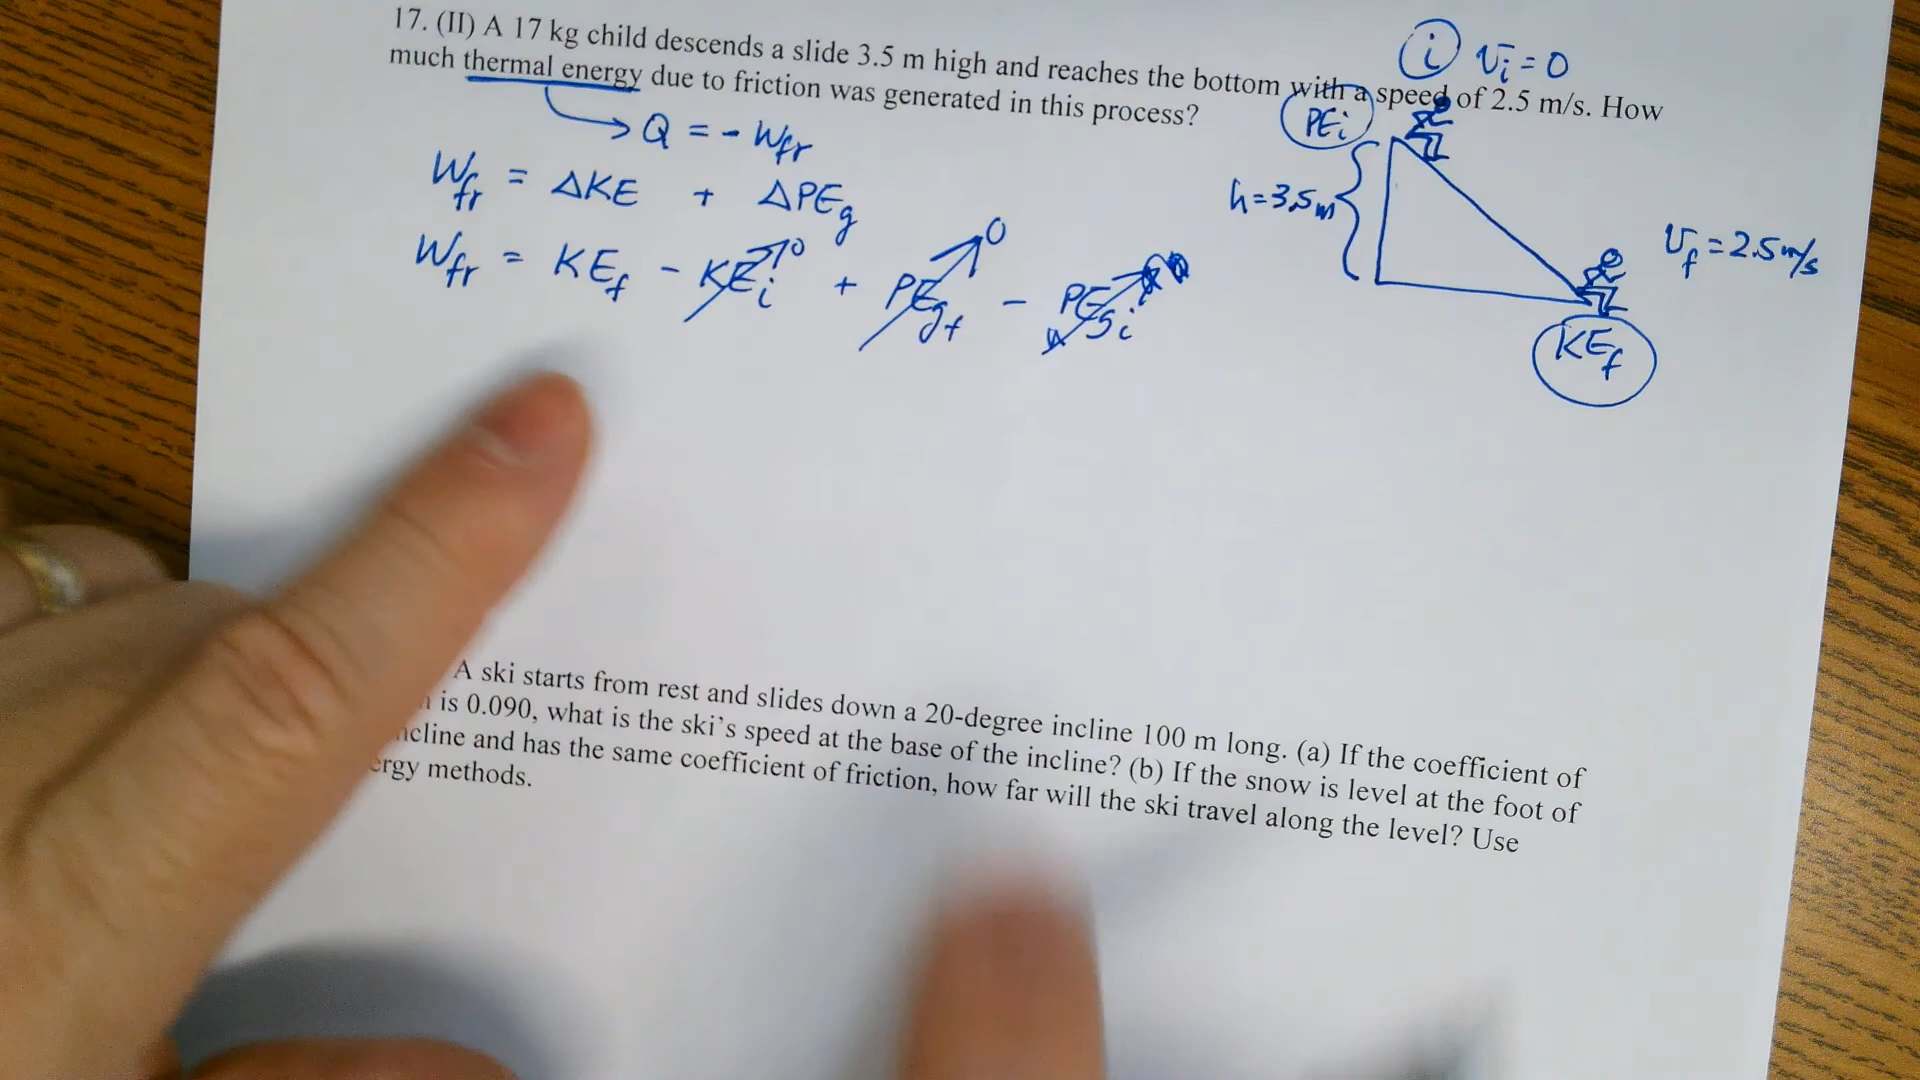 17. (II) A 17 kg child descends a slide 3.5 m high and reaches the bottom with a speed of 2.5 m/s. How
much thermal energy due to friction was generated in this process?
i vᵢ = 0
PEᵢ
Q = - Wfr
Wfr = ΔKE + ΔPEg
h = 3.5m
Wfr = KEf - KEi 0 + PEgf 0 - PEgi
vf = 2.5 m/s
KEf
A ski starts from rest and slides down a 20-degree incline 100 m long. (a) If the coefficient of
is 0.090, what is the ski's speed at the base of the incline? (b) If the snow is level at the foot of
ncline and has the same coefficient of friction, how far will the ski travel along the level? Use
ergy methods.